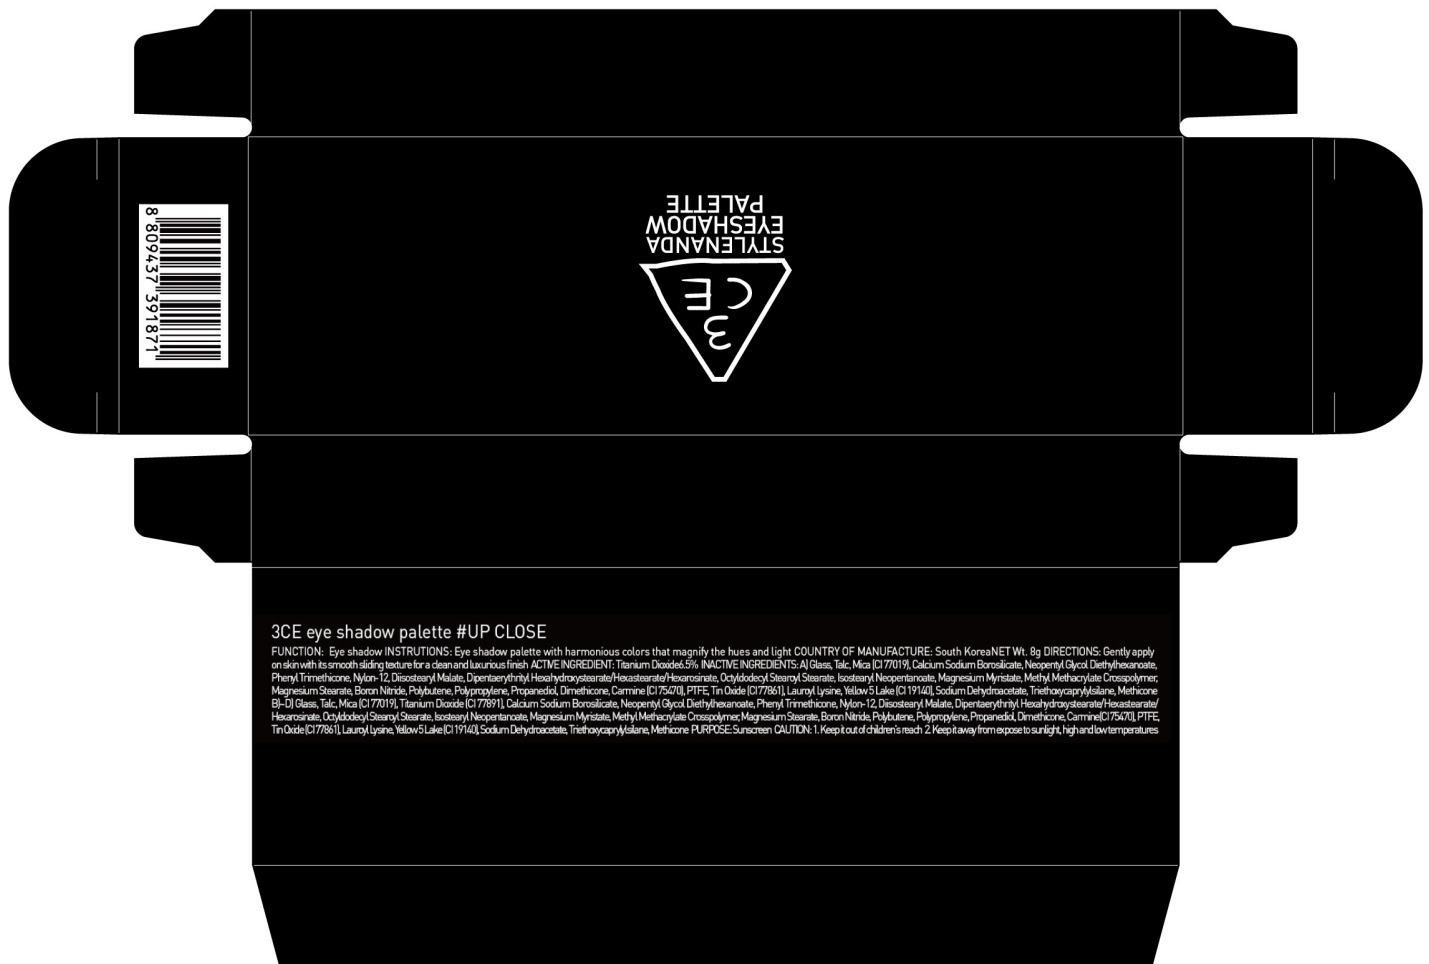 STYLENANDA
EYESHADOW
PALETTE
3
CE
8 809437 391871
3CE eye shadow palette #UP CLOSE
FUNCTION: Eye shadow INSTRUTIONS: Eye shadow palette with harmonious colors that magnify the hues and light COUNTRY OF MANUFACTURE: South KoreaNET Wt. 8g DIRECTIONS: Gently apply
on skin with its smooth sliding texture for a clean and luxurious finish ACTIVE INGREDIENT: Titanium Dioxide6.5% INACTIVE INGREDIENTS: A) Glass, Talc, Mica (CI 77019), Calcium Sodium Borosilicate, Neopentyl Glycol Diethylhexanoate,
Phenyl Trimethicone, Nylon-12, Diisostearyl Malate, Dipentaerythrityl Hexahydroxystearate/Hexastearate/Hexarosinate, Octyldodecyl Stearoyl Stearate, Isostearyl Neopentanoate, Magnesium Myristate, Methyl Methacrylate Crosspolymer,
Magnesium Stearate, Boron Nitride, Polybutene, Polypropylene, Propanediol, Dimethicone, Carmine (CI 75470), PTFE, Tin Oxide (CI 77861), Lauroyl Lysine, Yellow 5 Lake (CI 19140), Sodium Dehydroacetate, Triethoxycaprylylsilane, Methicone
B)~D) Glass, Talc, Mica (CI 77019), Titanium Dioxide (CI 77891), Calcium Sodium Borosilicate, Neopentyl Glycol Diethylhexanoate, Phenyl Trimethicone, Nylon-12, Diisostearyl Malate, Dipentaerythrityl Hexahydroxystearate/Hexastearate/
Hexarosinate, Octyldodecyl Stearoyl Stearate, Isostearyl Neopentanoate, Magnesium Myristate, Methyl Methacrylate Crosspolymer, Magnesium Stearate, Boron Nitride, Polybutene, Polypropylene, Propanediol, Dimethicone, Carmine(CI 75470), PTFE,
Tin Oxide (CI 77861), Lauroyl Lysine, Yellow 5 Lake (CI 19140), Sodium Dehydroacetate, Triethoxycaprylylsilane, Methicone PURPOSE: Sunscreen CAUTION: 1. Keep it out of children's reach 2. Keep it away from expose to sunlight, high and low temperatures